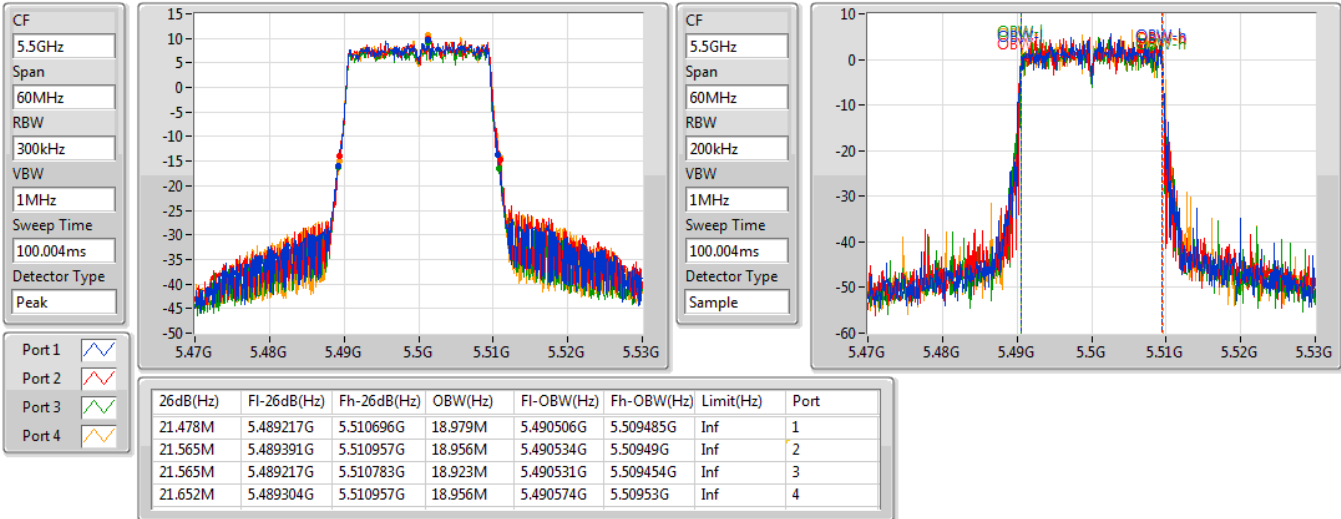 CF
5.5GHz
Span
60MHz
RBW
300kHz
VBW
1MHz
Sweep Time
100.004ms
Detector Type
Peak
15
10
5
0
-5
-10
-15
-20
-25
-30
-35
-40
-45
-50
5.47G 5.48G 5.49G 5.5G 5.51G 5.52G 5.53G
CF
5.5GHz
Span
60MHz
RBW
200kHz
VBW
1MHz
Sweep Time
100.004ms
Detector Type
Sample
10
0
-10
-20
-30
-40
-50
-60
OBW-l OBW-h
5.47G 5.48G 5.49G 5.5G 5.51G 5.52G 5.53G
Port 1
Port 2
Port 3
Port 4
26dB(Hz) Fl-26dB(Hz) Fh-26dB(Hz) OBW(Hz) Fl-OBW(Hz) Fh-OBW(Hz) Limit(Hz) Port
21.478M 5.489217G 5.510696G 18.979M 5.490506G 5.509485G Inf 1
21.565M 5.489391G 5.510957G 18.956M 5.490534G 5.50949G Inf 2
21.565M 5.489217G 5.510783G 18.923M 5.490531G 5.509454G Inf 3
21.652M 5.489304G 5.510957G 18.956M 5.490574G 5.50953G Inf 4